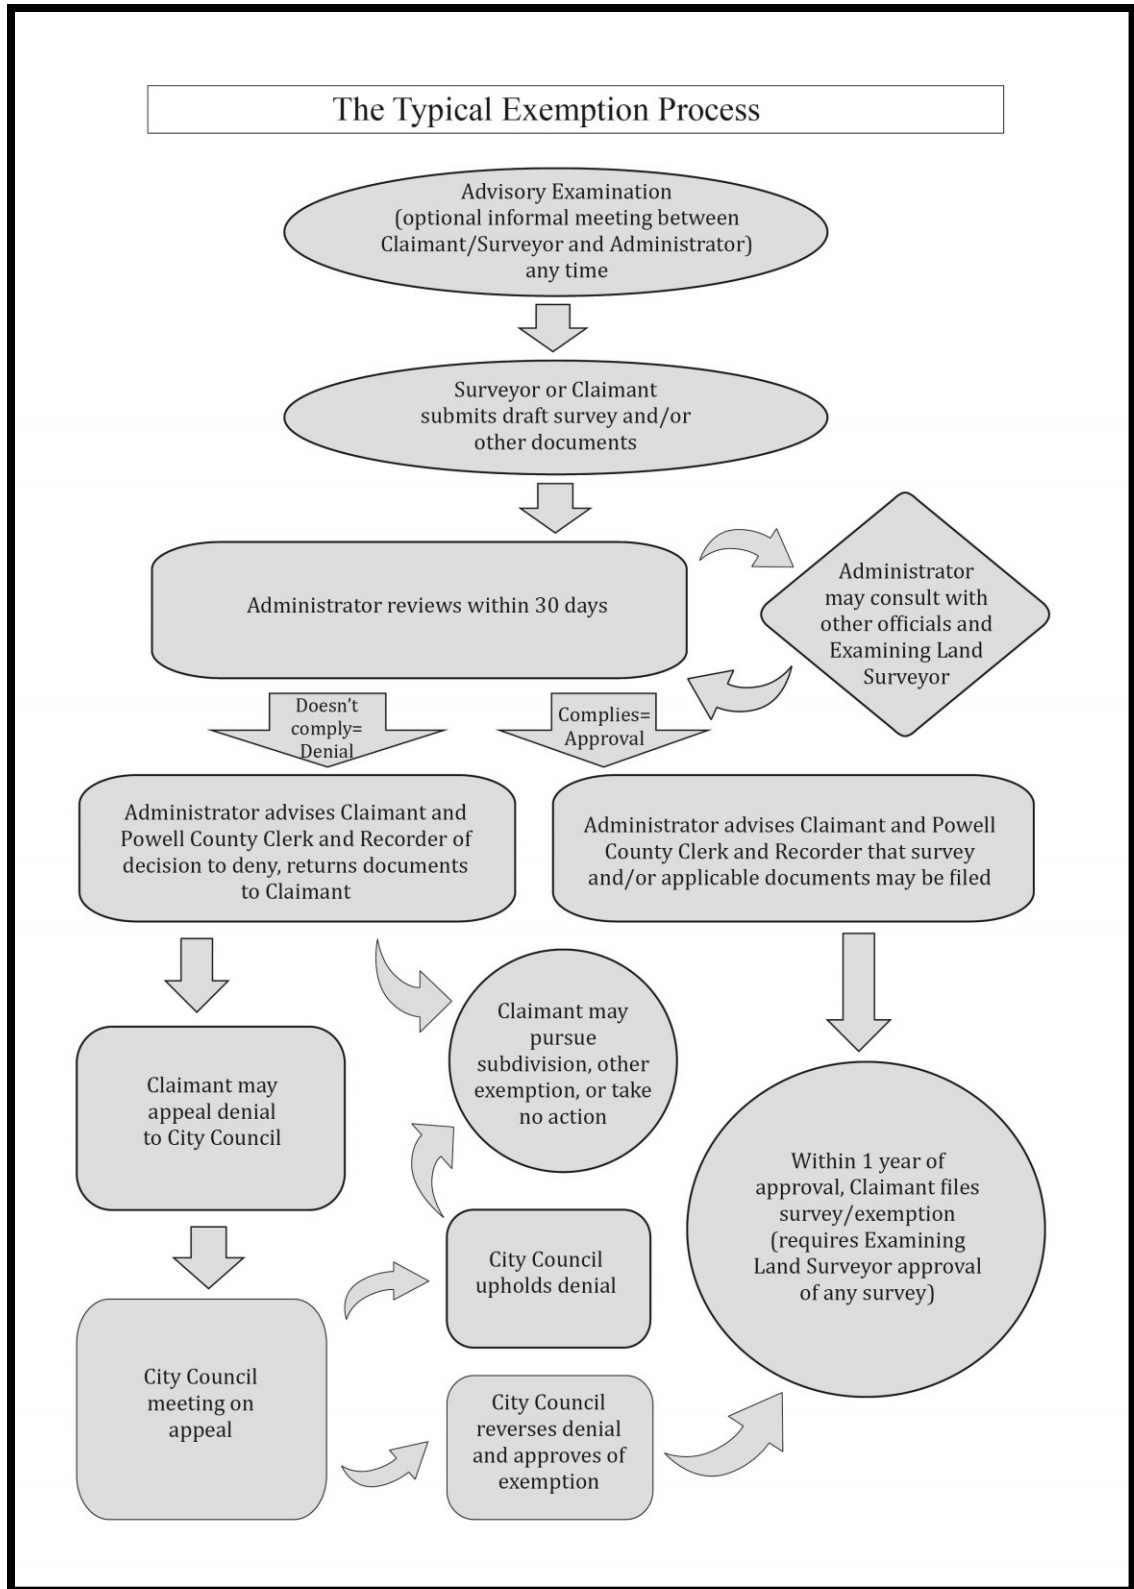 The Typical Exemption Process
Advisory Examination
(optional informal meeting between
Claimant/Surveyor and Administrator)
any time
Surveyor or Claimant
submits draft survey and/or
other documents
Administrator reviews within 30 days
Administrator
may consult with
other officials and
Examining Land
Surveyor
Doesn't
comply=
Denial
Complies=
Approval
Administrator advises Claimant and
Powell County Clerk and Recorder of
decision to deny, returns documents
to Claimant
Administrator advises Claimant and Powell
County Clerk and Recorder that survey
and/or applicable documents may be filed
Claimant may
appeal denial
to City Council
Claimant may
pursue
subdivision, other
exemption, or take
no action
Within 1 year of
approval, Claimant files
survey/exemption
(requires Examining
Land Surveyor approval
of any survey)
City Council
upholds denial
City Council
meeting on
appeal
City Council
reverses denial
and approves of
exemption